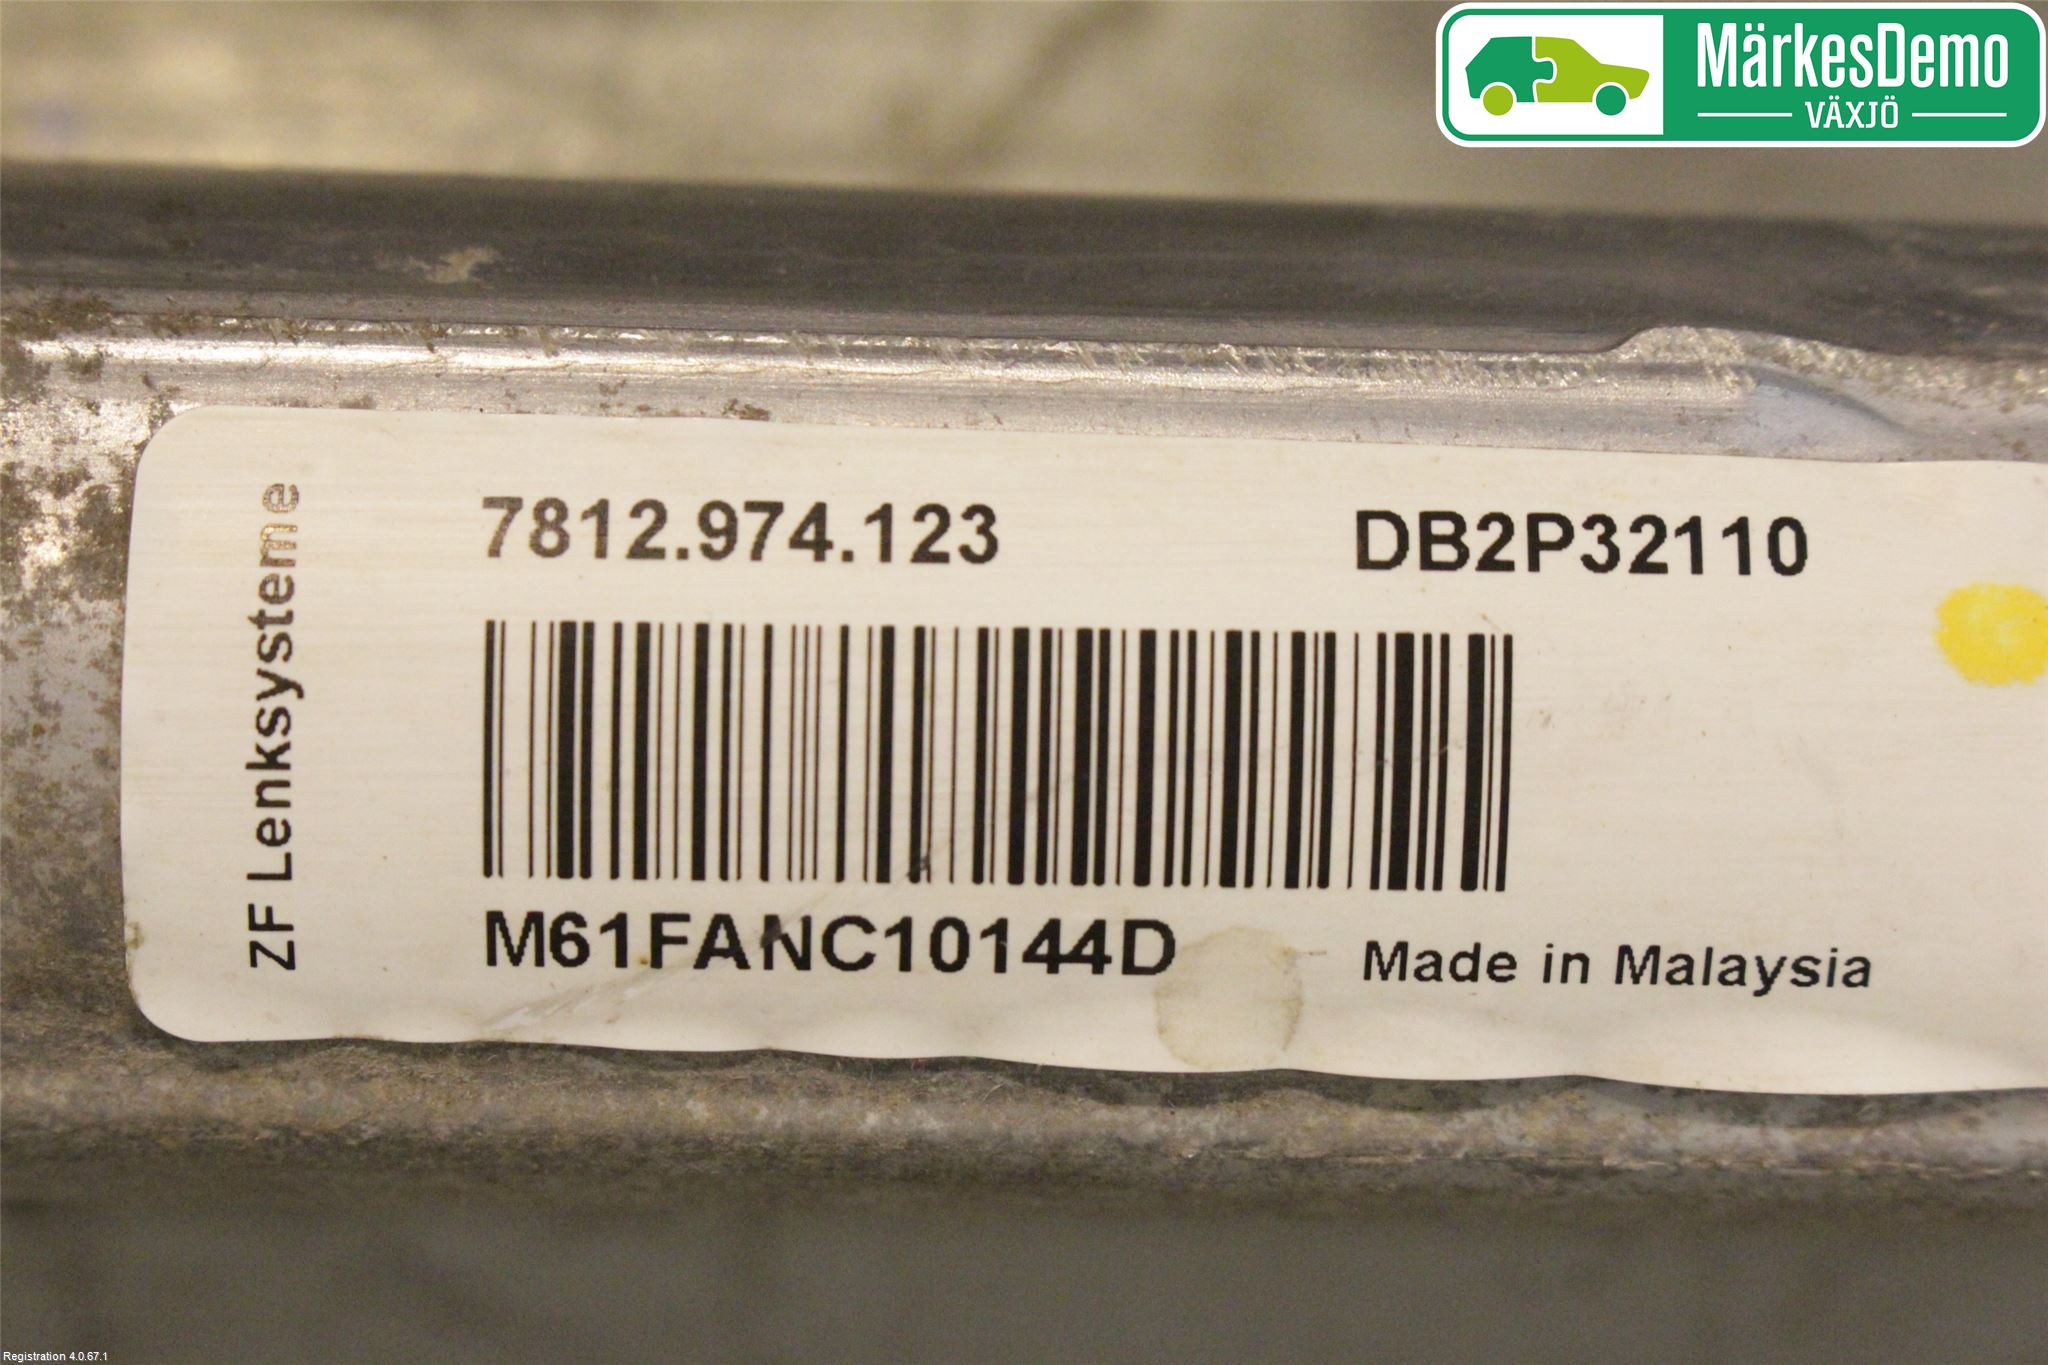 MärkesDemo
VÄXJÖ
ZF Lenksysteme
7812.974.123
DB2P32110
M61FANC10144D
Made in Malaysia
Registration 4.0.67.1